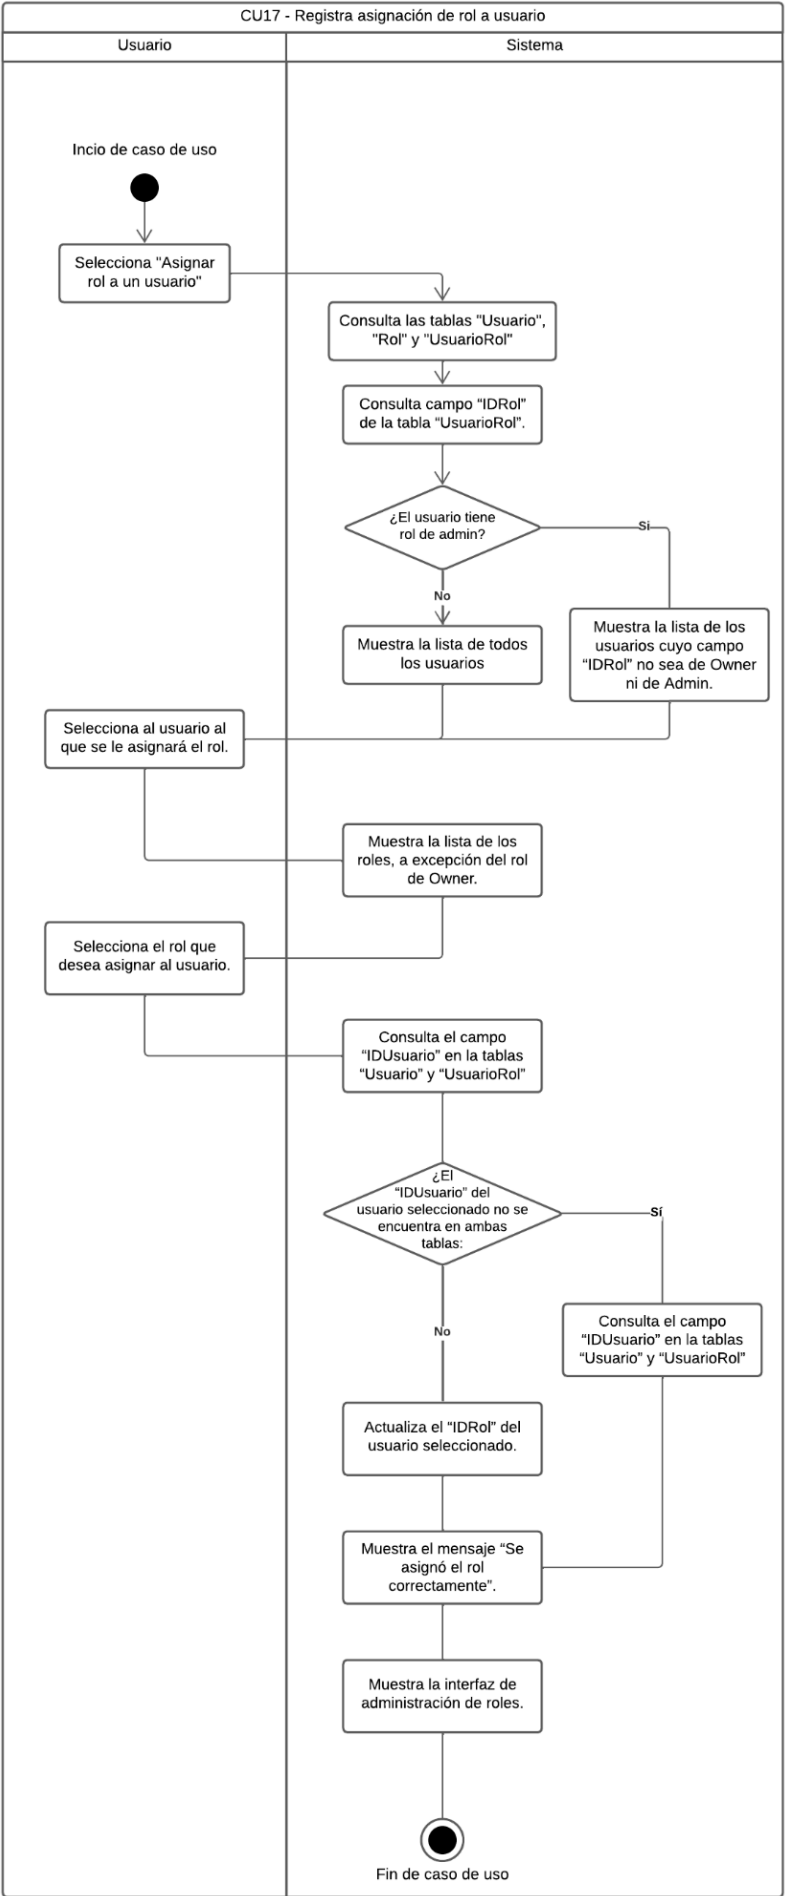 CU17 - Registra asignación de rol a usuario
Usuario
Sistema
Incio de caso de uso
Selecciona "Asignar
rol a un usuario"
Consulta las tablas "Usuario",
"Rol" y "UsuarioRol"
Consulta campo “IDRol”
de la tabla “UsuarioRol”.
¿El usuario tiene
rol de admin?
Si
No
Muestra la lista de todos
los usuarios
Muestra la lista de los
usuarios cuyo campo
“IDRol” no sea de Owner
ni de Admin.
Selecciona al usuario al
que se le asignará el rol.
Muestra la lista de los
roles, a excepción del rol
de Owner.
Selecciona el rol que
desea asignar al usuario.
Consulta el campo
“IDUsuario” en la tablas
“Usuario” y “UsuarioRol”
¿El
“IDUsuario” del
usuario seleccionado no se
encuentra en ambas
tablas:
Sí
No
Consulta el campo
“IDUsuario” en la tablas
“Usuario” y “UsuarioRol”
Actualiza el “IDRol” del
usuario seleccionado.
Muestra el mensaje “Se
asignó el rol
correctamente”.
Muestra la interfaz de
administración de roles.
Fin de caso de uso